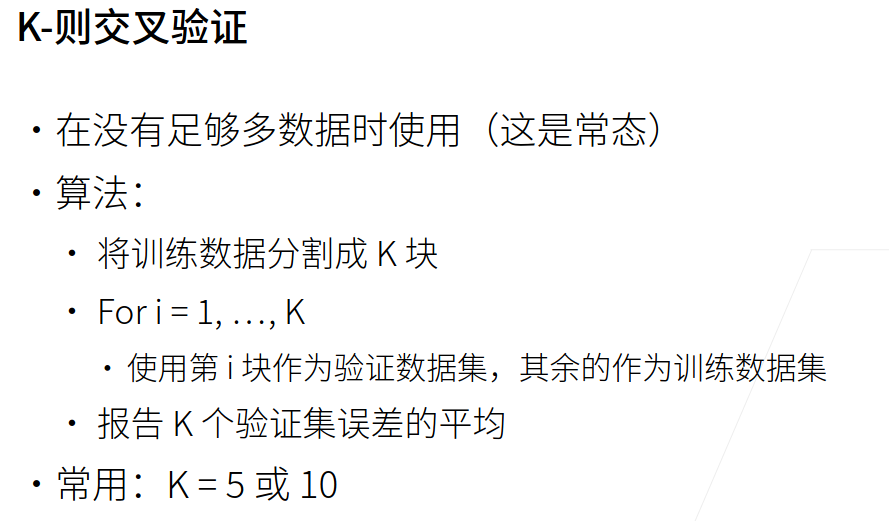 K-则交叉验证
• 在没有足够多数据时使用（这是常态）
• 算法：
• 将训练数据分割成 K 块
• For i = 1, …, K
• 使用第 i 块作为验证数据集，其余的作为训练数据集
• 报告 K 个验证集误差的平均
• 常用：K = 5 或 10